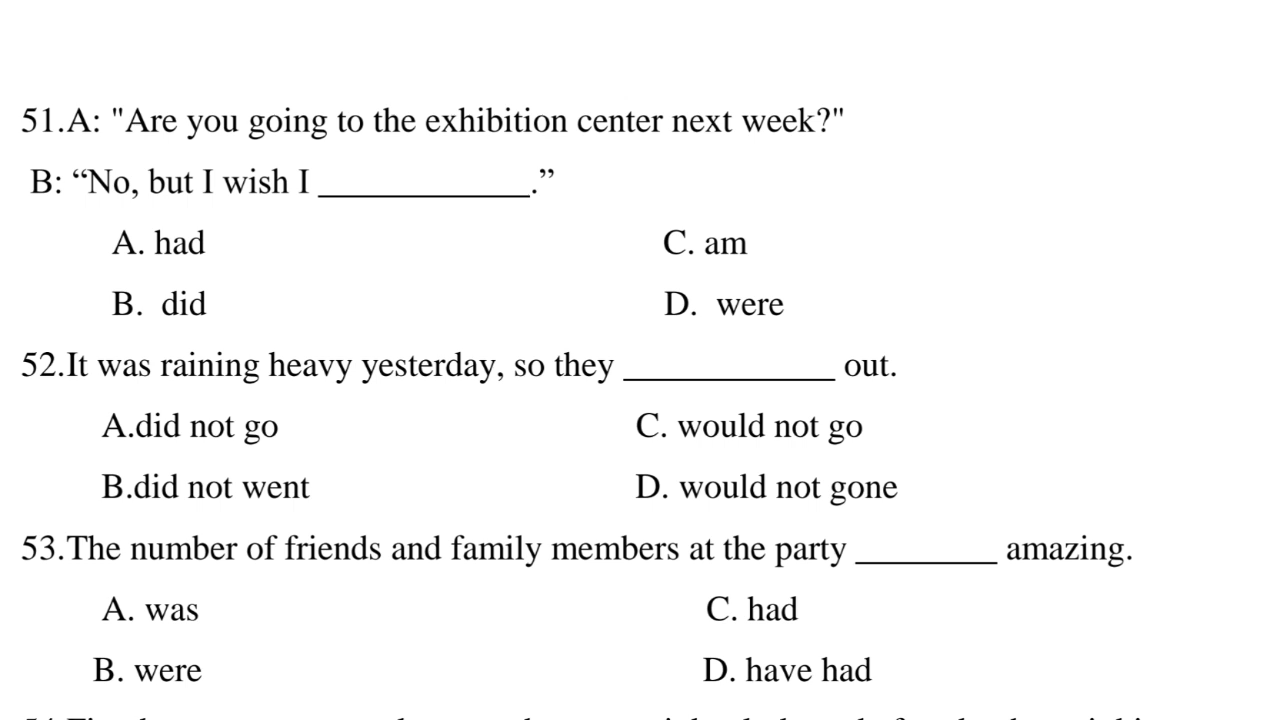 51.A: "Are you going to the exhibition center next week?"
B: “No, but I wish I ____________.”
A. had C. am
B. did D. were
52.It was raining heavy yesterday, so they ____________ out.
A.did not go C. would not go
B.did not went D. would not gone
53.The number of friends and family members at the party ________ amazing.
A. was C. had
B. were D. have had